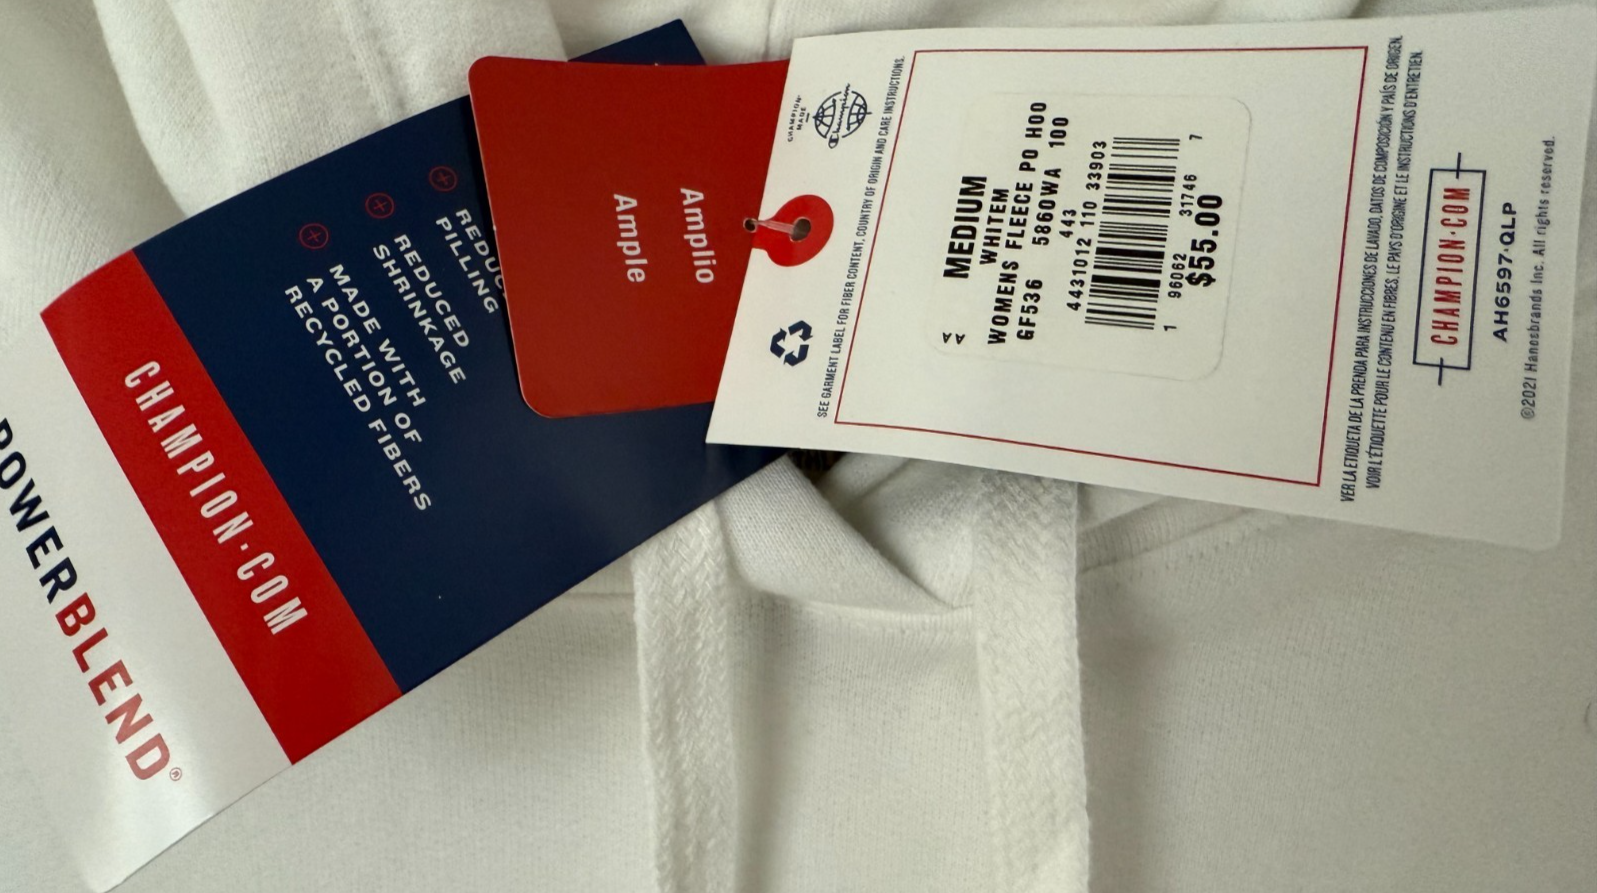 POWERBLEND®
CHAMPION·COM
PILLING
REDUCED
SHRINKAGE
MADE WITH
A PORTION OF
RECYCLED FIBERS
Amplio
Ample
CHAMPION
MADE
Champion
SEE GARMENT LABEL FOR FIBER CONTENT, COUNTRY OF ORIGIN AND CARE INSTRUCTIONS.
MEDIUM
WHITEM
WOMENS FLEECE PO HOO
GF536 5860WA 100
443
4431012 110 33903
1 96062 31746 7
$55.00
VER LA ETIQUETA DE LA PRENDA PARA INSTRUCCIONES DE LAVADO, DATOS DE COMPOSICIÓN Y PAÍS DE ORIGEN.
VOIR L'ÉTIQUETTE POUR LE CONTENU EN FIBRES, LE PAYS D'ORIGINE ET LE INSTRUCTIONS D'ENTRETIEN.
CHAMPION·COM
AH6597·QLP
©2021 Hanesbrands Inc. All rights reserved.